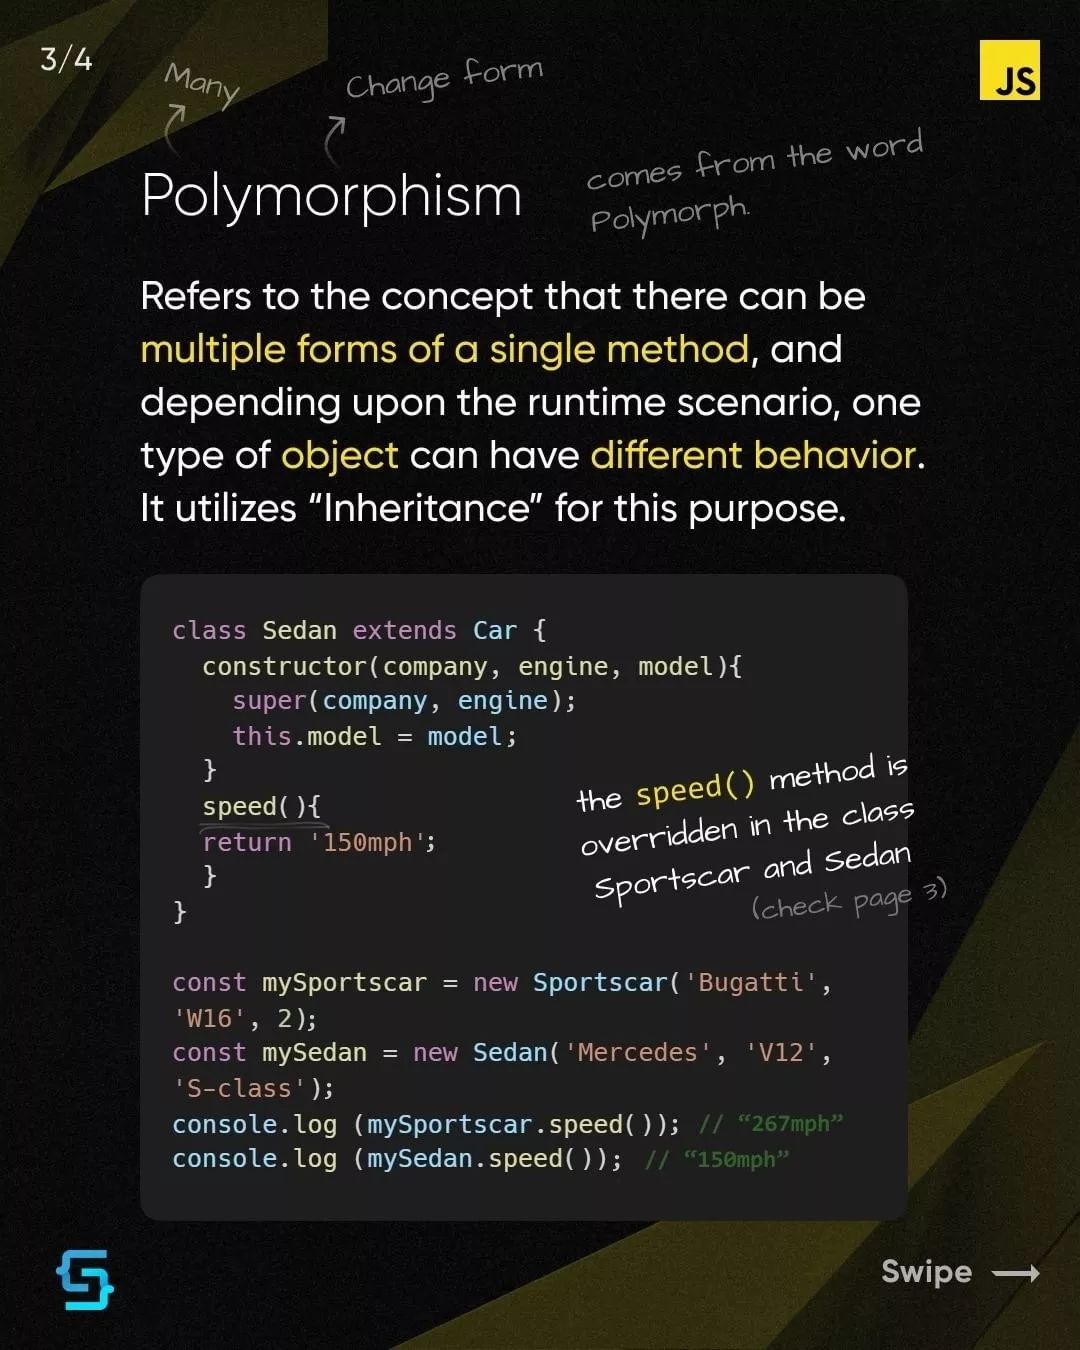 3/4
Many
Change form
JS
Polymorphism
comes from the word
Polymorph.
Refers to the concept that there can be
multiple forms of a single method, and
depending upon the runtime scenario, one
type of object can have different behavior.
It utilizes “Inheritance” for this purpose.
class Sedan extends Car {
  constructor(company, engine, model){
    super(company, engine);
    this.model = model;
  }
  speed(){
  return '150mph';
  }
}
the speed() method is
overridden in the class
Sportscar and Sedan
(check page 3)
const mySportscar = new Sportscar('Bugatti',
'W16', 2);
const mySedan = new Sedan('Mercedes', 'V12',
'S-class');
console.log (mySportscar.speed()); // “267mph”
console.log (mySedan.speed()); // “150mph”
Swipe